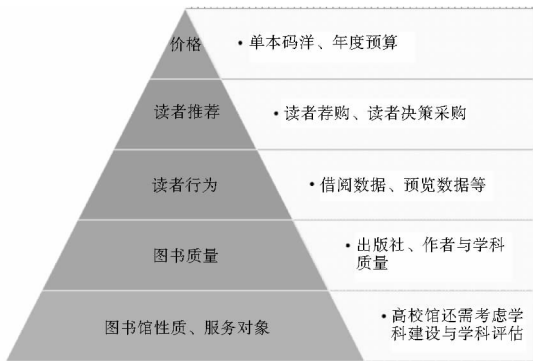 价格
• 单本码洋、年度预算
读者推荐
• 读者荐购、读者决策采购
读者行为
• 借阅数据、预览数据等
图书质量
• 出版社、作者与学科
质量
图书馆性质、服务对象
• 高校馆还需考虑学
科建设与学科评估